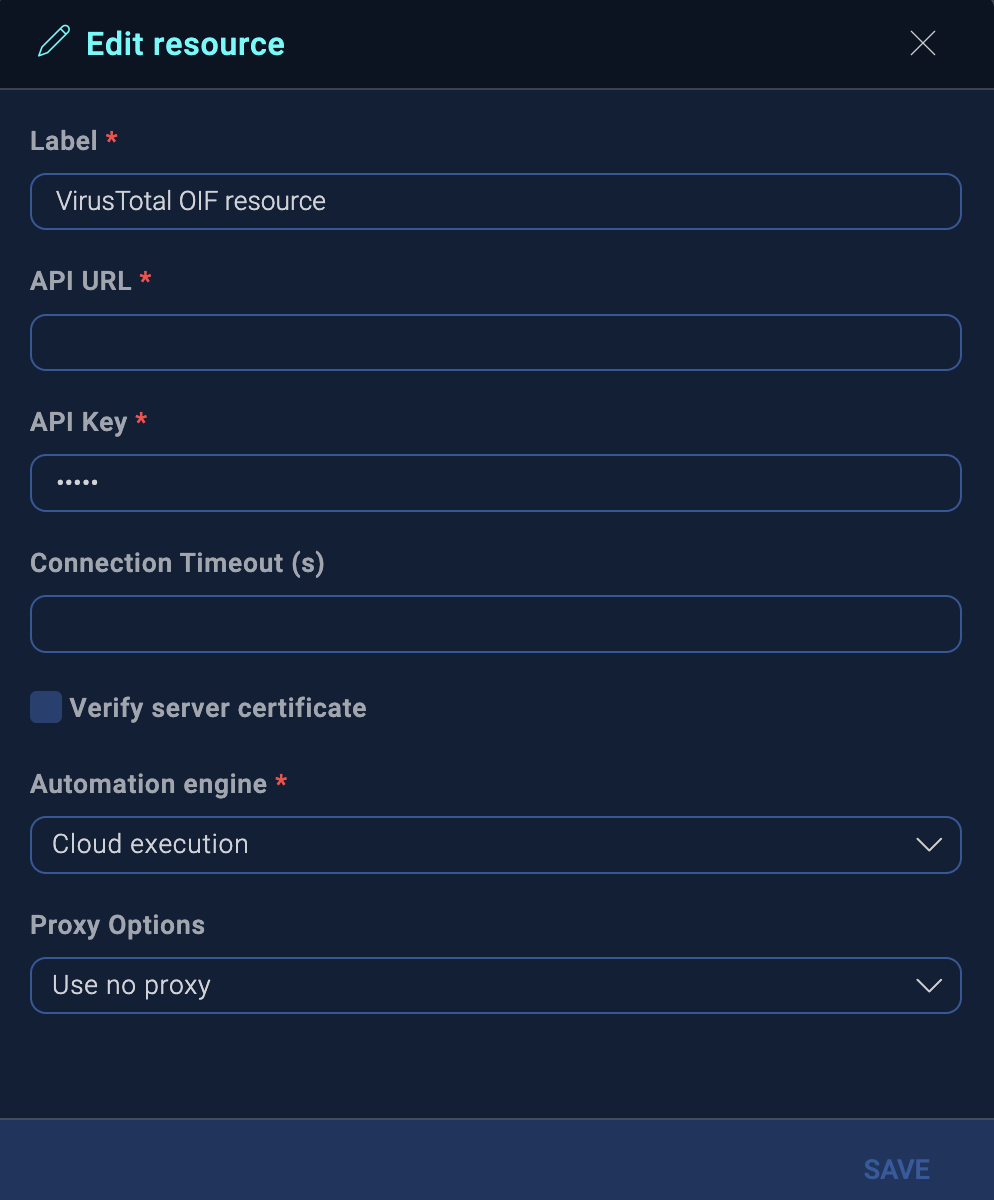 Edit resource
Label *
VirusTotal OIF resource
API URL *
API Key *
•••••
Connection Timeout (s)
Verify server certificate
Automation engine *
Cloud execution
Proxy Options
Use no proxy
SAVE